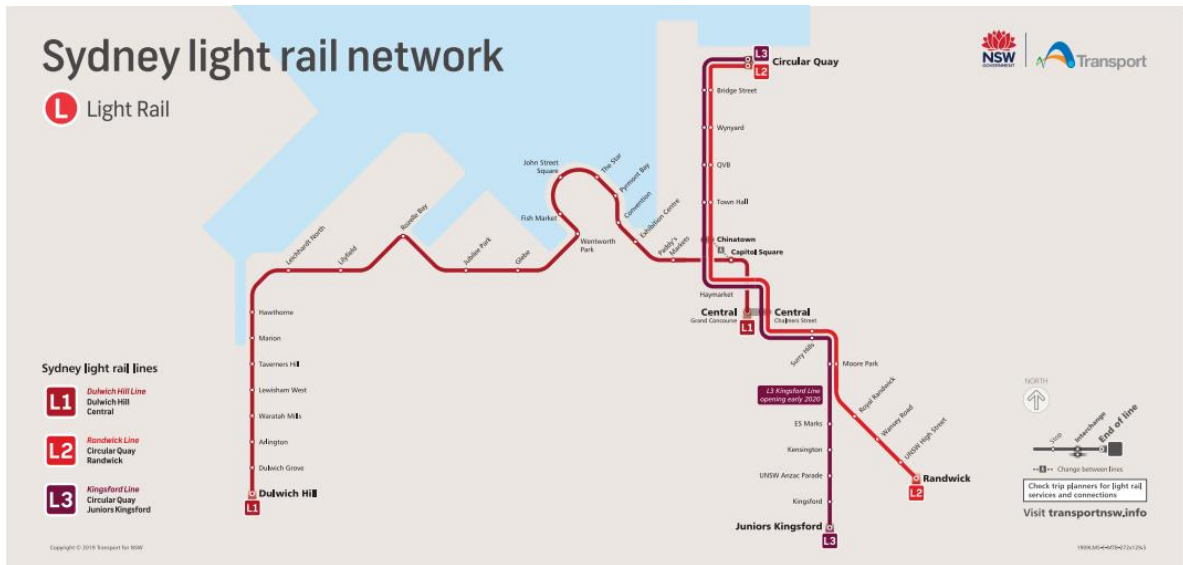 Sydney light rail network
L Light Rail
NSW
GOVERNMENT
Transport
L3
L2
Circular Quay
Bridge Street
Wynyard
QVB
Town Hall
Chinatown
Capitol Square
Haymarket
Central
Grand Concourse
L1
Central
Chalmers Street
Surry Hills
Moore Park
Royal Randwick
Wansey Road
UNSW High Street
Randwick
L2
L3 Kingsford Line
opening early 2020
ES Marks
Kensington
UNSW Anzac Parade
Kingsford
Juniors Kingsford
L3
Paddy's
Markets
Exhibition Centre
Convention
Pyrmont Bay
The Star
John Street
Square
Fish Market
Wentworth
Park
Glebe
Jubilee Park
Rozelle Bay
Lilyfield
Leichhardt North
Hawthorne
Marion
Taverners Hill
Lewisham West
Waratah Mills
Arlington
Dulwich Grove
Dulwich Hill
L1
Sydney light rail lines
L1
Dulwich Hill Line
Dulwich Hill
Central
L2
Randwick Line
Circular Quay
Randwick
L3
Kingsford Line
Circular Quay
Juniors Kingsford
NORTH
Stop
Interchange
End of line
Change between lines
Check trip planners for light rail
services and connections
Visit transportnsw.info
Copyright © 2019 Transport for NSW